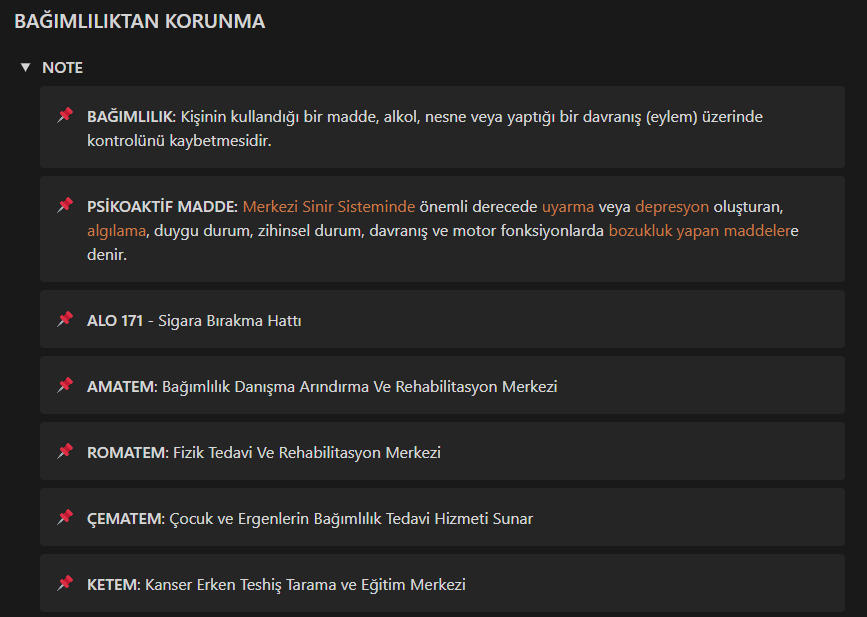 BAĞIMLILIKTAN KORUNMA
NOTE
BAĞIMLILIK: Kişinin kullandığı bir madde, alkol, nesne veya yaptığı bir davranış (eylem) üzerinde
kontrolünü kaybetmesidir.
PSİKOAKTİF MADDE: Merkezi Sinir Sisteminde önemli derecede uyarma veya depresyon oluşturan,
algılama, duygu durum, zihinsel durum, davranış ve motor fonksiyonlarda bozukluk yapan maddelere
denir.
ALO 171 - Sigara Bırakma Hattı
AMATEM: Bağımlılık Danışma Arındırma Ve Rehabilitasyon Merkezi
ROMATEM: Fizik Tedavi Ve Rehabilitasyon Merkezi
ÇEMATEM: Çocuk ve Ergenlerin Bağımlılık Tedavi Hizmeti Sunar
KETEM: Kanser Erken Teshiş Tarama ve Eğitim Merkezi